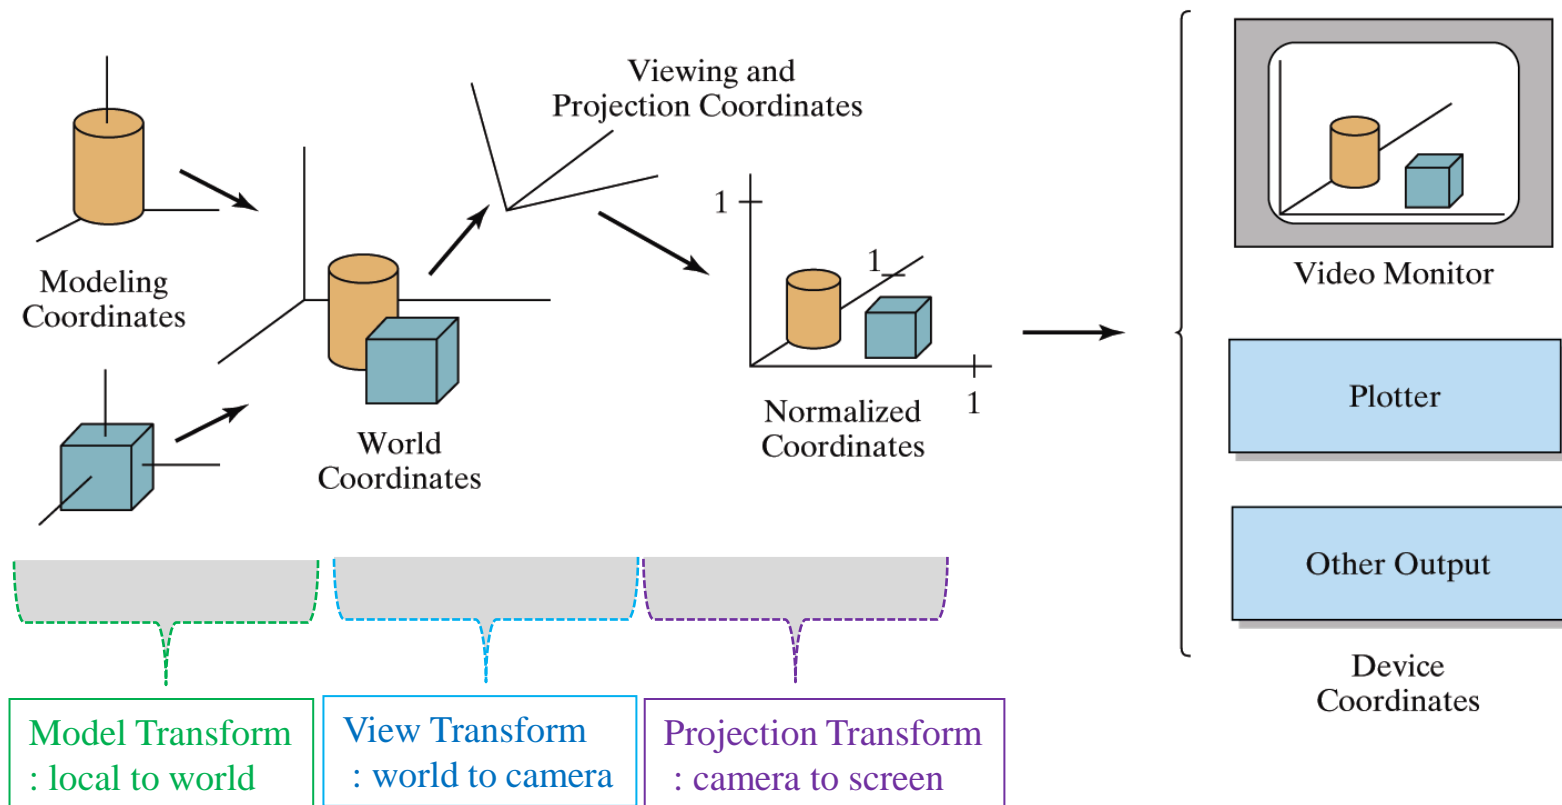 Modeling
Coordinates
World
Coordinates
Viewing and
Projection Coordinates
1
1
1
Normalized
Coordinates
Video Monitor
Plotter
Other Output
Device
Coordinates
Model Transform
: local to world
View Transform
: world to camera
Projection Transform
: camera to screen